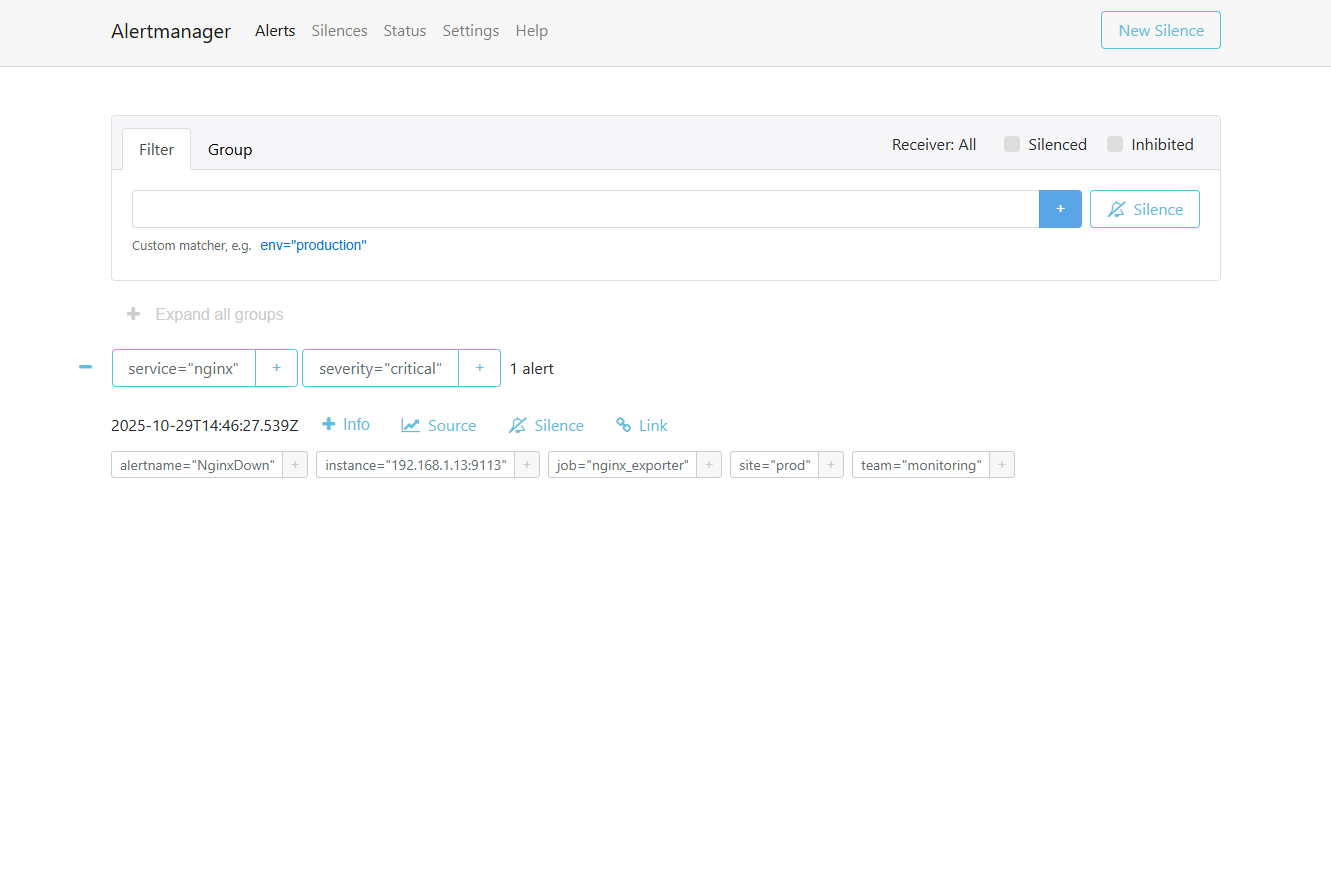 Alertmanager Alerts Silences Status Settings Help New Silence
Filter Group Receiver: All Silenced Inhibited
+ Silence
Custom matcher, e.g. env="production"
+ Expand all groups
service="nginx" + severity="critical" + 1 alert
2025-10-29T14:46:27.539Z + Info Source Silence Link
alertname="NginxDown" + instance="192.168.1.13:9113" + job="nginx_exporter" + site="prod" + team="monitoring" +